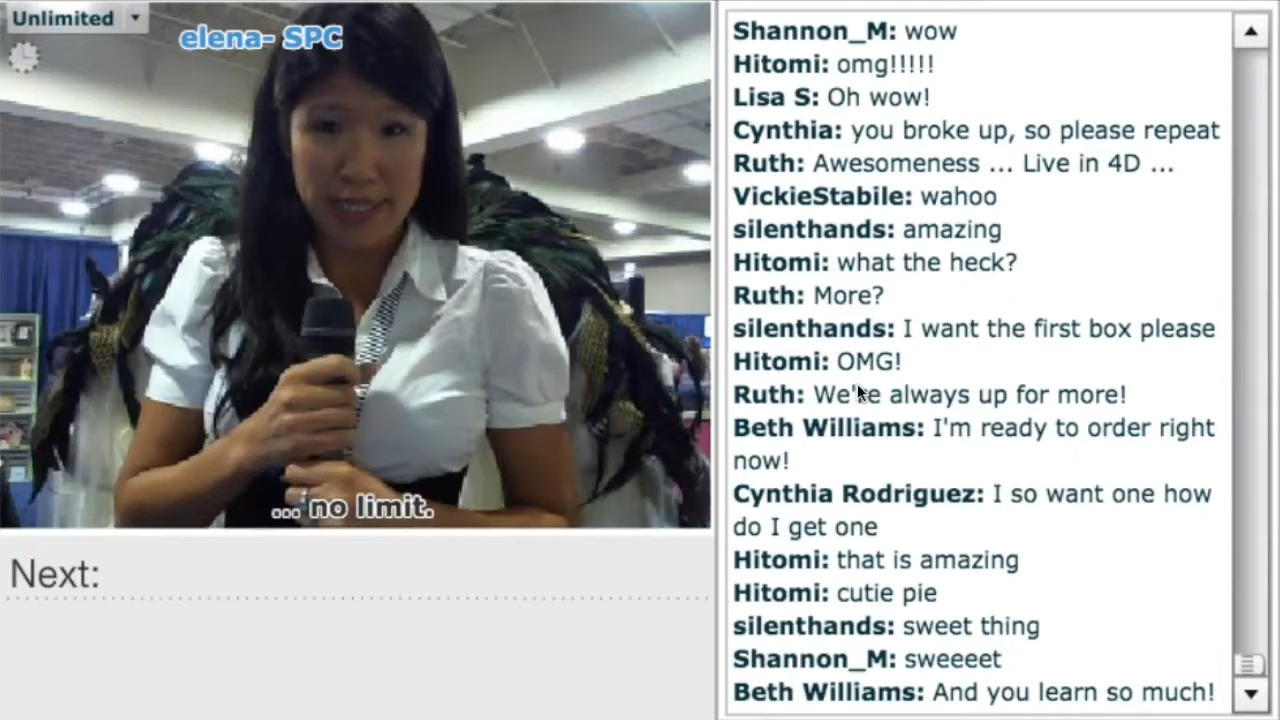 Unlimited
elena- SPC
... no limit.
Next:
Shannon_M: wow
Hitomi: omg!!!!!
Lisa S: Oh wow!
Cynthia: you broke up, so please repeat
Ruth: Awesomeness ... Live in 4D ...
VickieStabile: wahoo
silenthands: amazing
Hitomi: what the heck?
Ruth: More?
silenthands: I want the first box please
Hitomi: OMG!
Ruth: We're always up for more!
Beth Williams: I'm ready to order right
now!
Cynthia Rodriguez: I so want one how
do I get one
Hitomi: that is amazing
Hitomi: cutie pie
silenthands: sweet thing
Shannon_M: sweeeet
Beth Williams: And you learn so much!